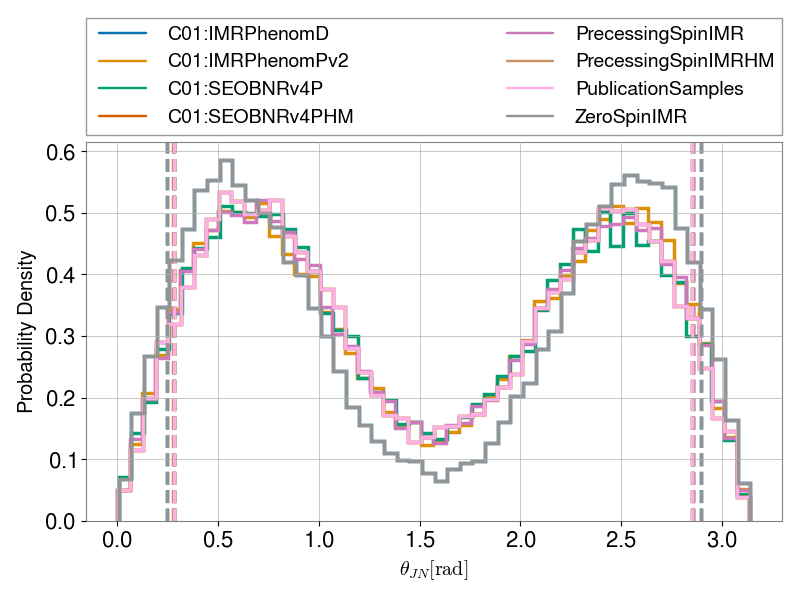 C01:IMRPhenomD
C01:IMRPhenomPv2
C01:SEOBNRv4P
C01:SEOBNRv4PHM
PrecessingSpinIMR
PrecessingSpinIMRHM
PublicationSamples
ZeroSpinIMR
Probability Density
0.6
0.5
0.4
0.3
0.2
0.1
0.0
0.0 0.5 1.0 1.5 2.0 2.5 3.0
θ_JN[rad]